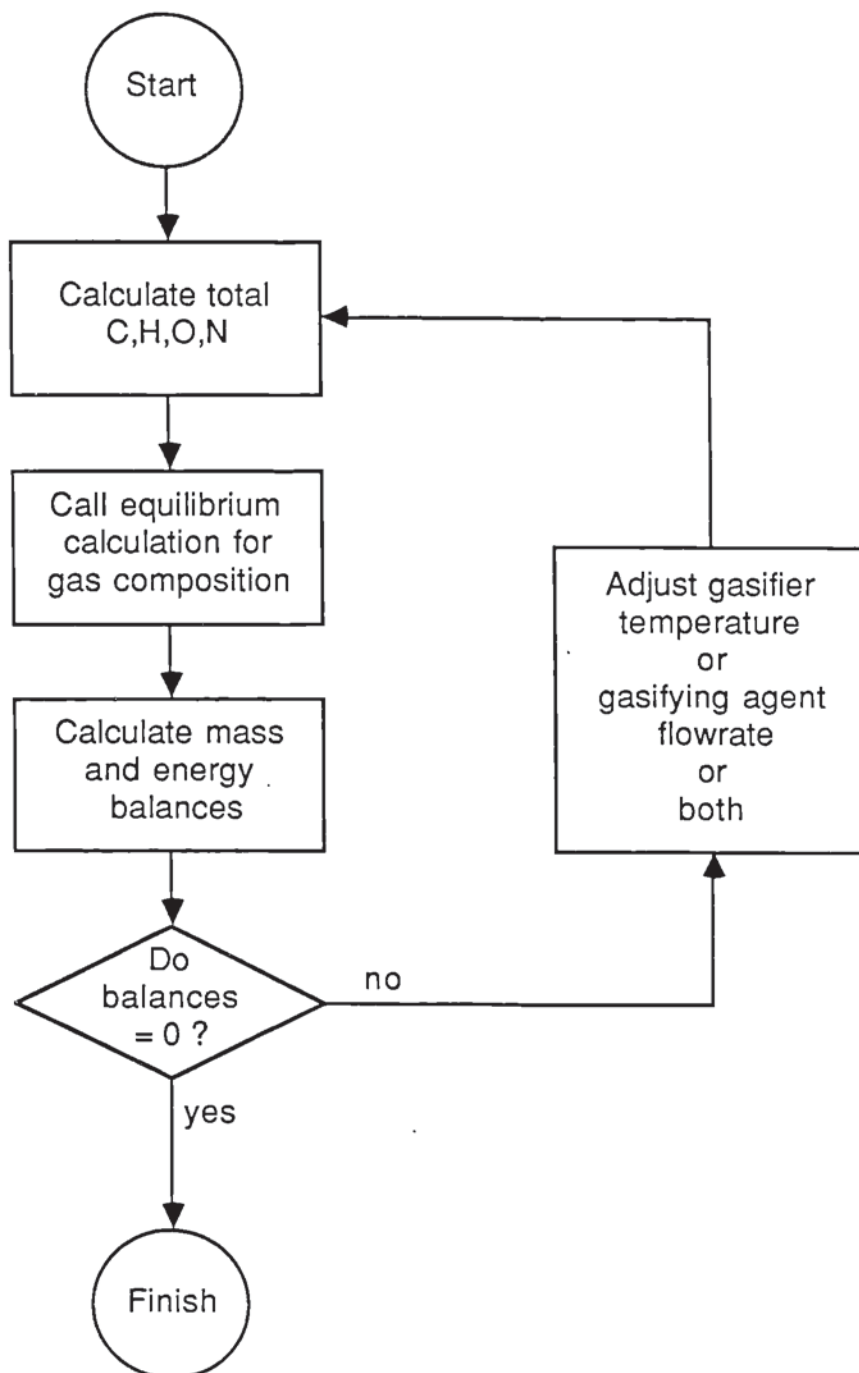 Start
Calculate total
C,H,O,N
Call equilibrium
calculation for
gas composition
Calculate mass
and energy
balances
Do
balances
= 0 ?
no
yes
Adjust gasifier
temperature
or
gasifying agent
flowrate
or
both
Finish